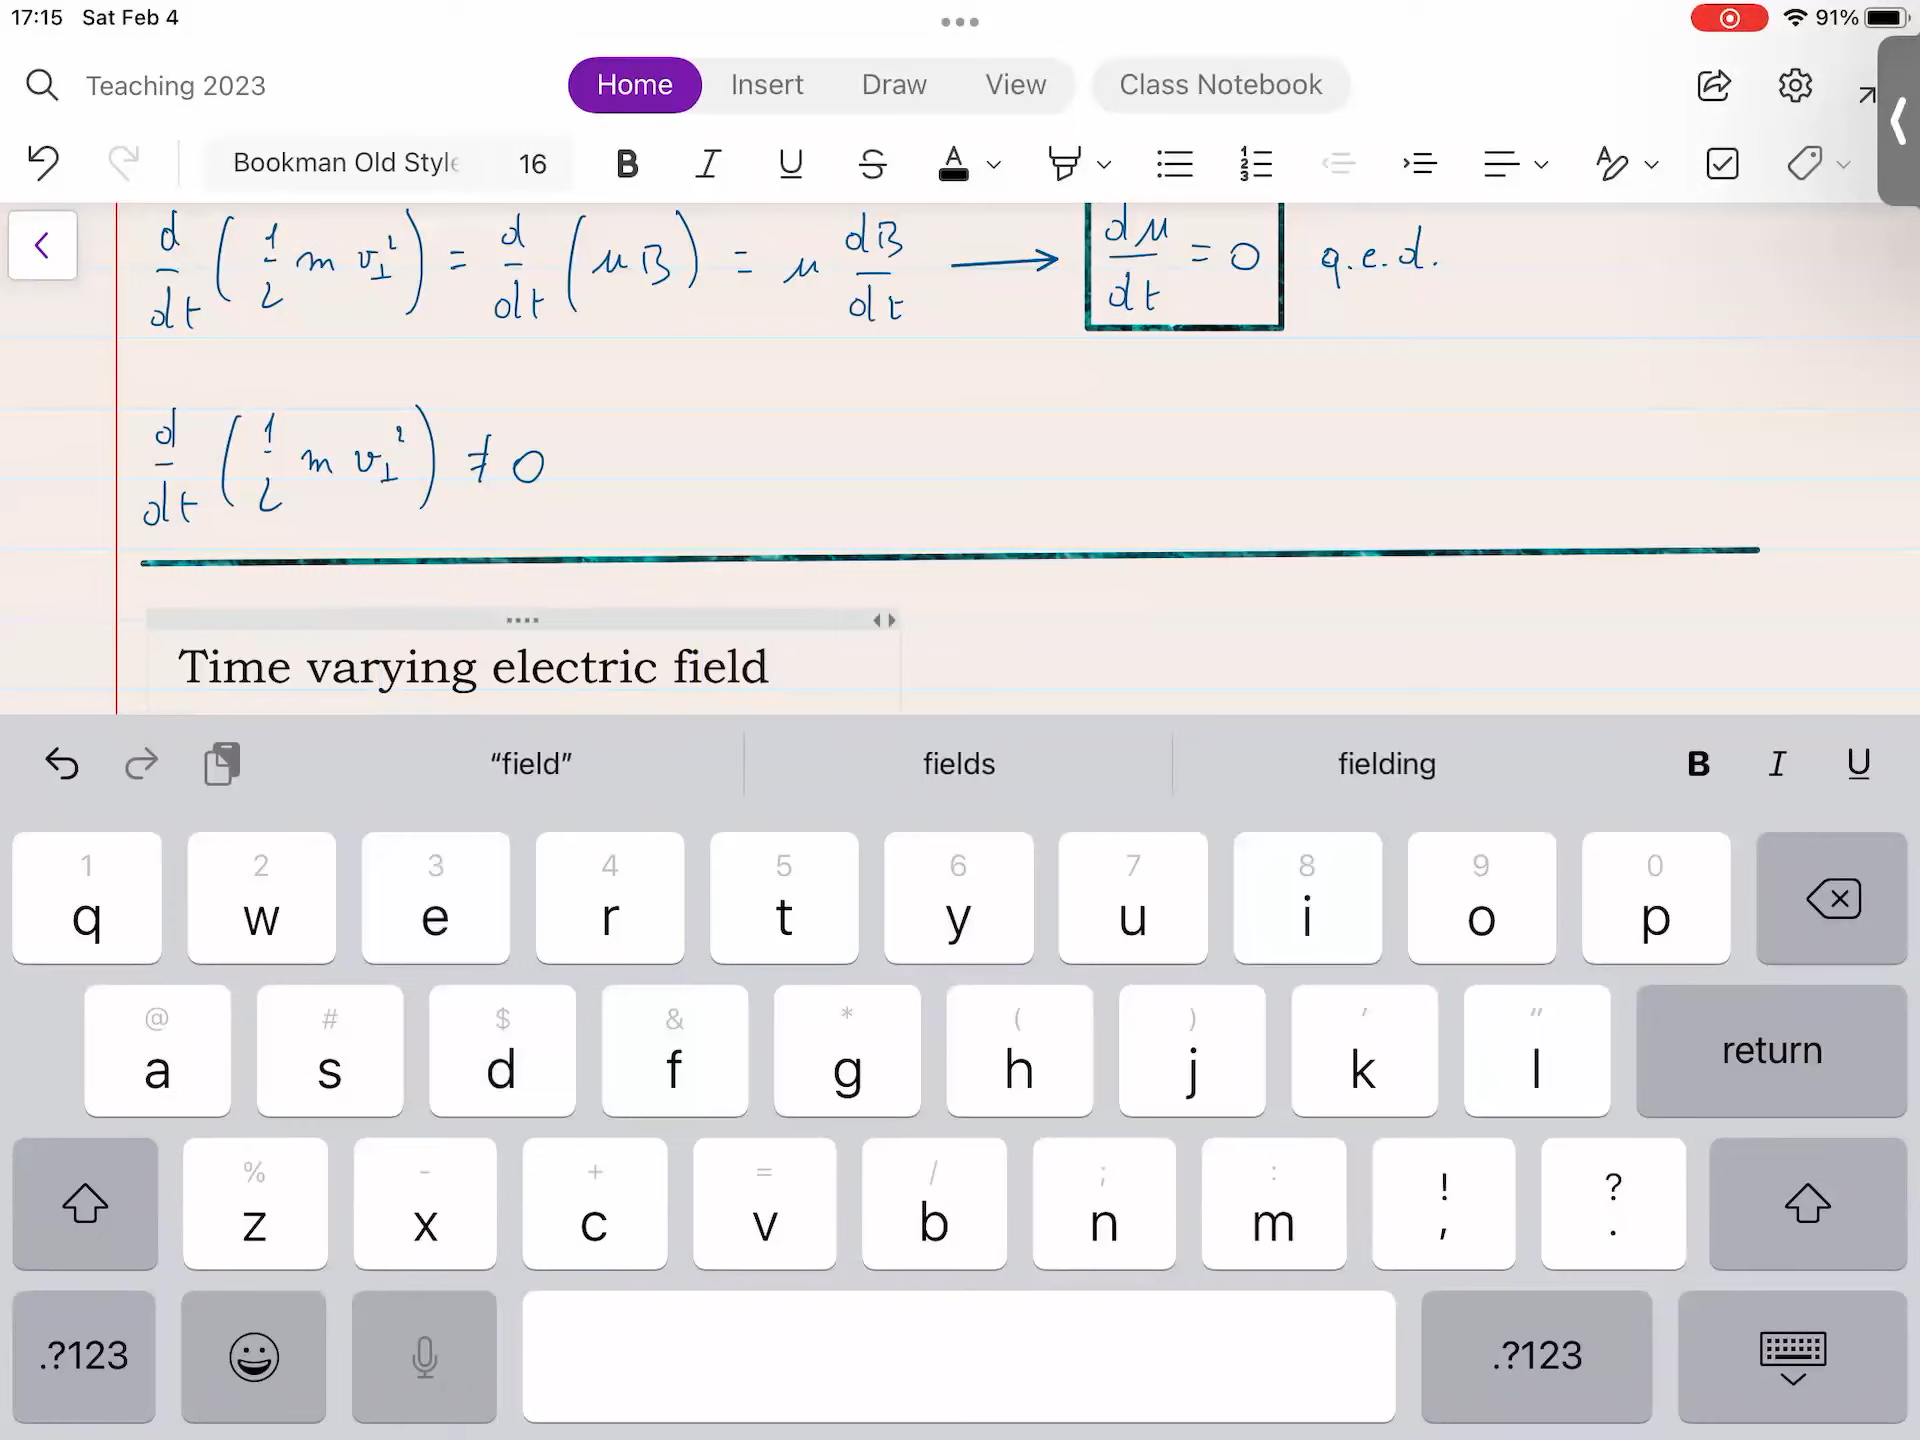 17:15 Sat Feb 4 91%
Teaching 2023 Home Insert Draw View Class Notebook
Bookman Old Style 16 B I U S A
d/dt (1/2 m v⊥²) = d/dt (μB) = μ dB/dt → dμ/dt = 0 q.e.d.
d/dt (1/2 m v⊥²) ≠ 0
Time varying electric field
“field” fields fielding B I U
1 2 3 4 5 6 7 8 9 0
q w e r t y u i o p
@ # $ & * ( ) ' "
a s d f g h j k l return
% - + = / ; : ! ?
z x c v b n m , .
.?123 .?123